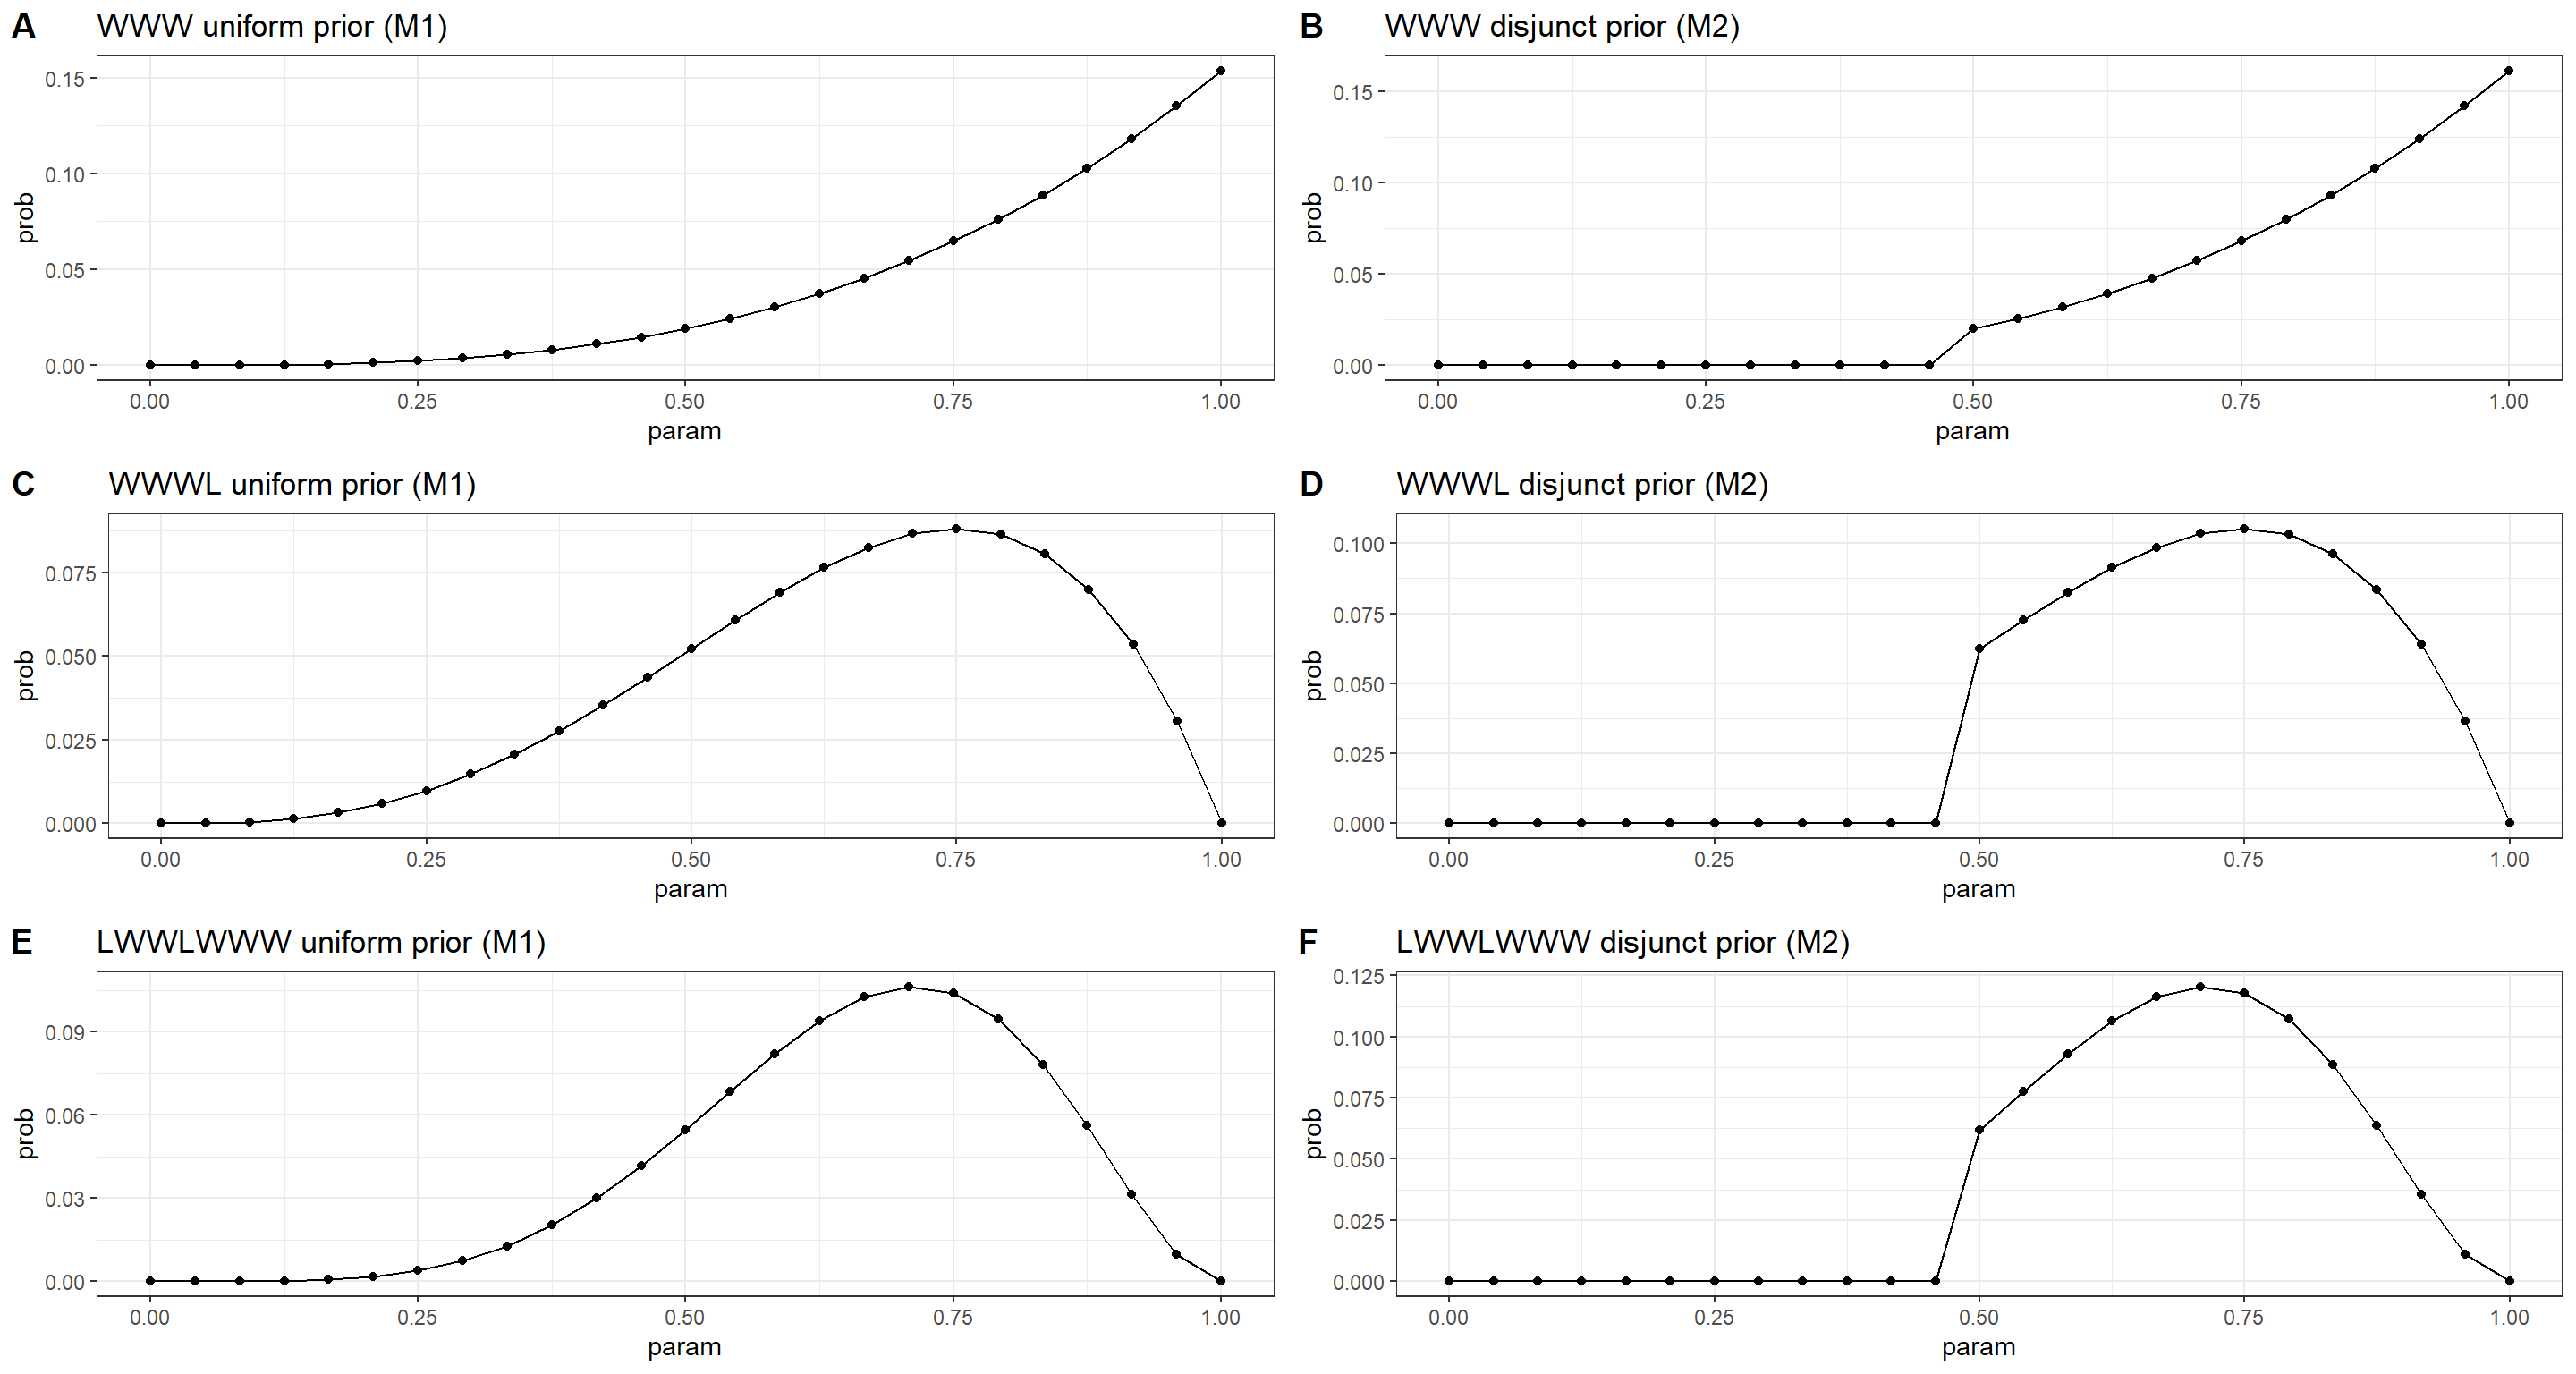 A WWW uniform prior (M1)
prob
0.15
0.10
0.05
0.00
0.00 0.25 0.50 0.75 1.00
param
B WWW disjunct prior (M2)
prob
0.15
0.10
0.05
0.00
0.00 0.25 0.50 0.75 1.00
param
C WWWL uniform prior (M1)
prob
0.075
0.050
0.025
0.000
0.00 0.25 0.50 0.75 1.00
param
D WWWL disjunct prior (M2)
prob
0.100
0.075
0.050
0.025
0.000
0.00 0.25 0.50 0.75 1.00
param
E LWWLWWW uniform prior (M1)
prob
0.09
0.06
0.03
0.00
0.00 0.25 0.50 0.75 1.00
param
F LWWLWWW disjunct prior (M2)
prob
0.125
0.100
0.075
0.050
0.025
0.000
0.00 0.25 0.50 0.75 1.00
param